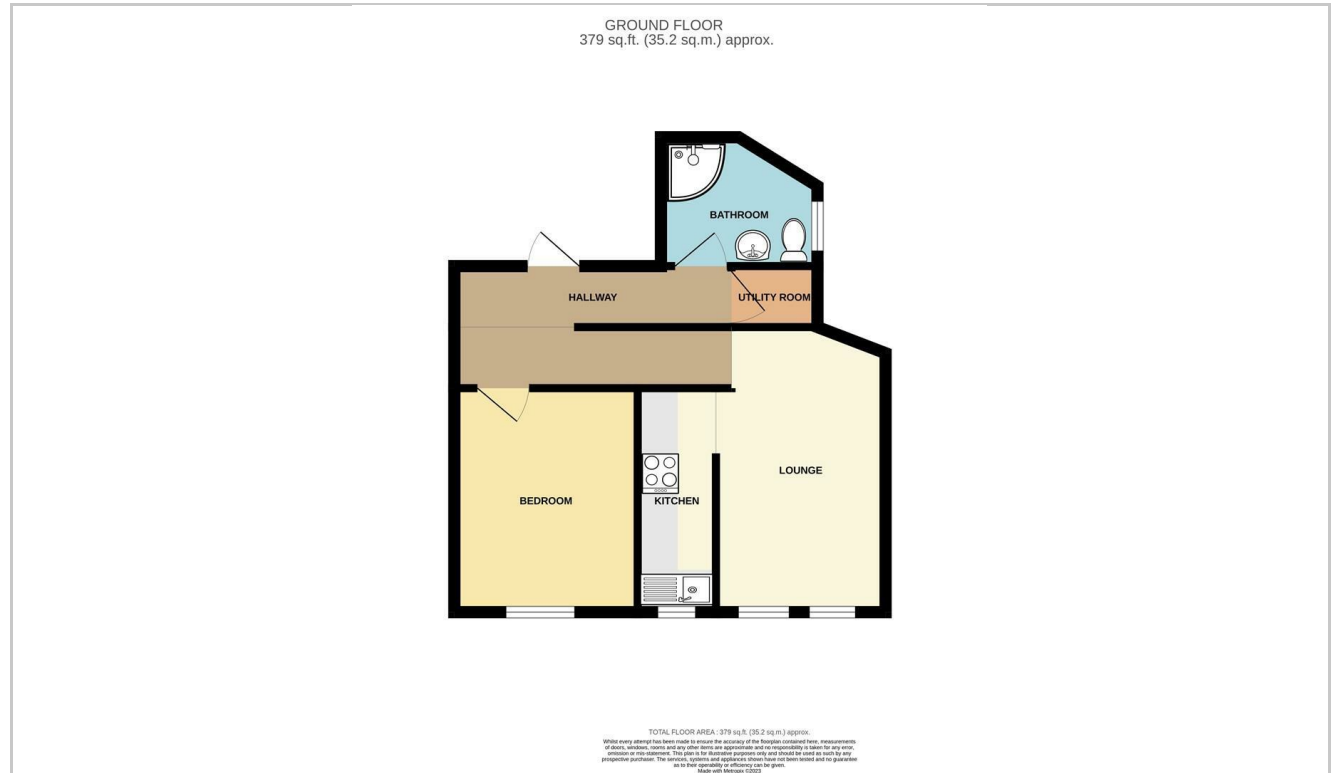 GROUND FLOOR
379 sq.ft. (35.2 sq.m.) approx.
BATHROOM
HALLWAY
UTILITY ROOM
LOUNGE
BEDROOM
KITCHEN
TOTAL FLOOR AREA : 379 sq.ft. (35.2 sq.m.) approx.
Whilst every attempt has been made to ensure the accuracy of the floorplan contained here, measurements
of doors, windows, rooms and any other items are approximate and no responsibility is taken for any error,
omission or mis-statement. This plan is for illustrative purposes only and should be used as such by any
prospective purchaser. The services, systems and appliances shown have not been tested and no guarantee
as to their operability or efficiency can be given.
Made with Metropix ©2023